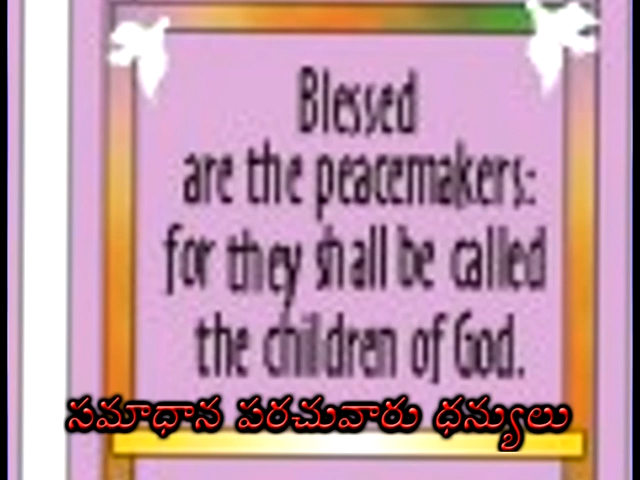 Blessed
are the peacemakers:
for they shall be called
the children of God.
సమాధాన పరచువారు ధన్యులు